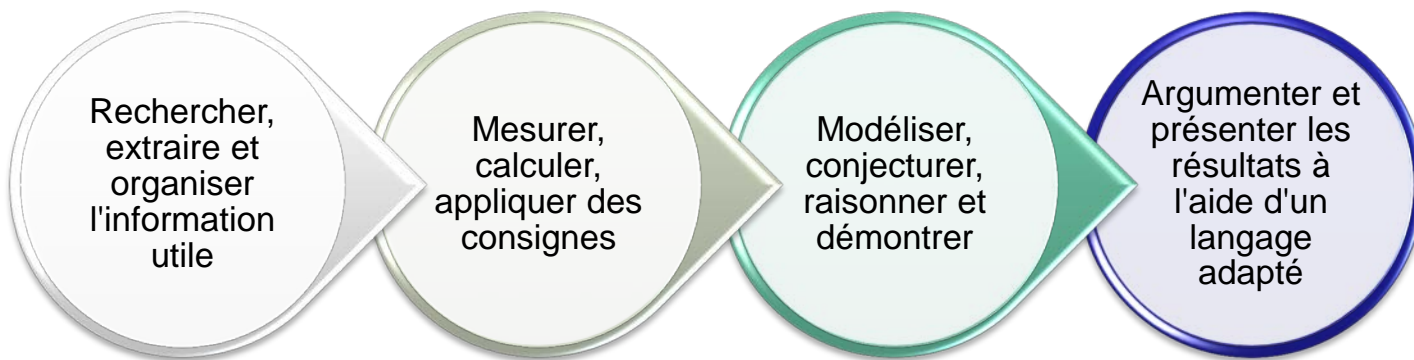 Rechercher,
extraire et
organiser
l'information
utile
Mesurer,
calculer,
appliquer des
consignes
Modéliser,
conjecturer,
raisonner et
démontrer
Argumenter et
présenter les
résultats à
l'aide d'un
langage
adapté